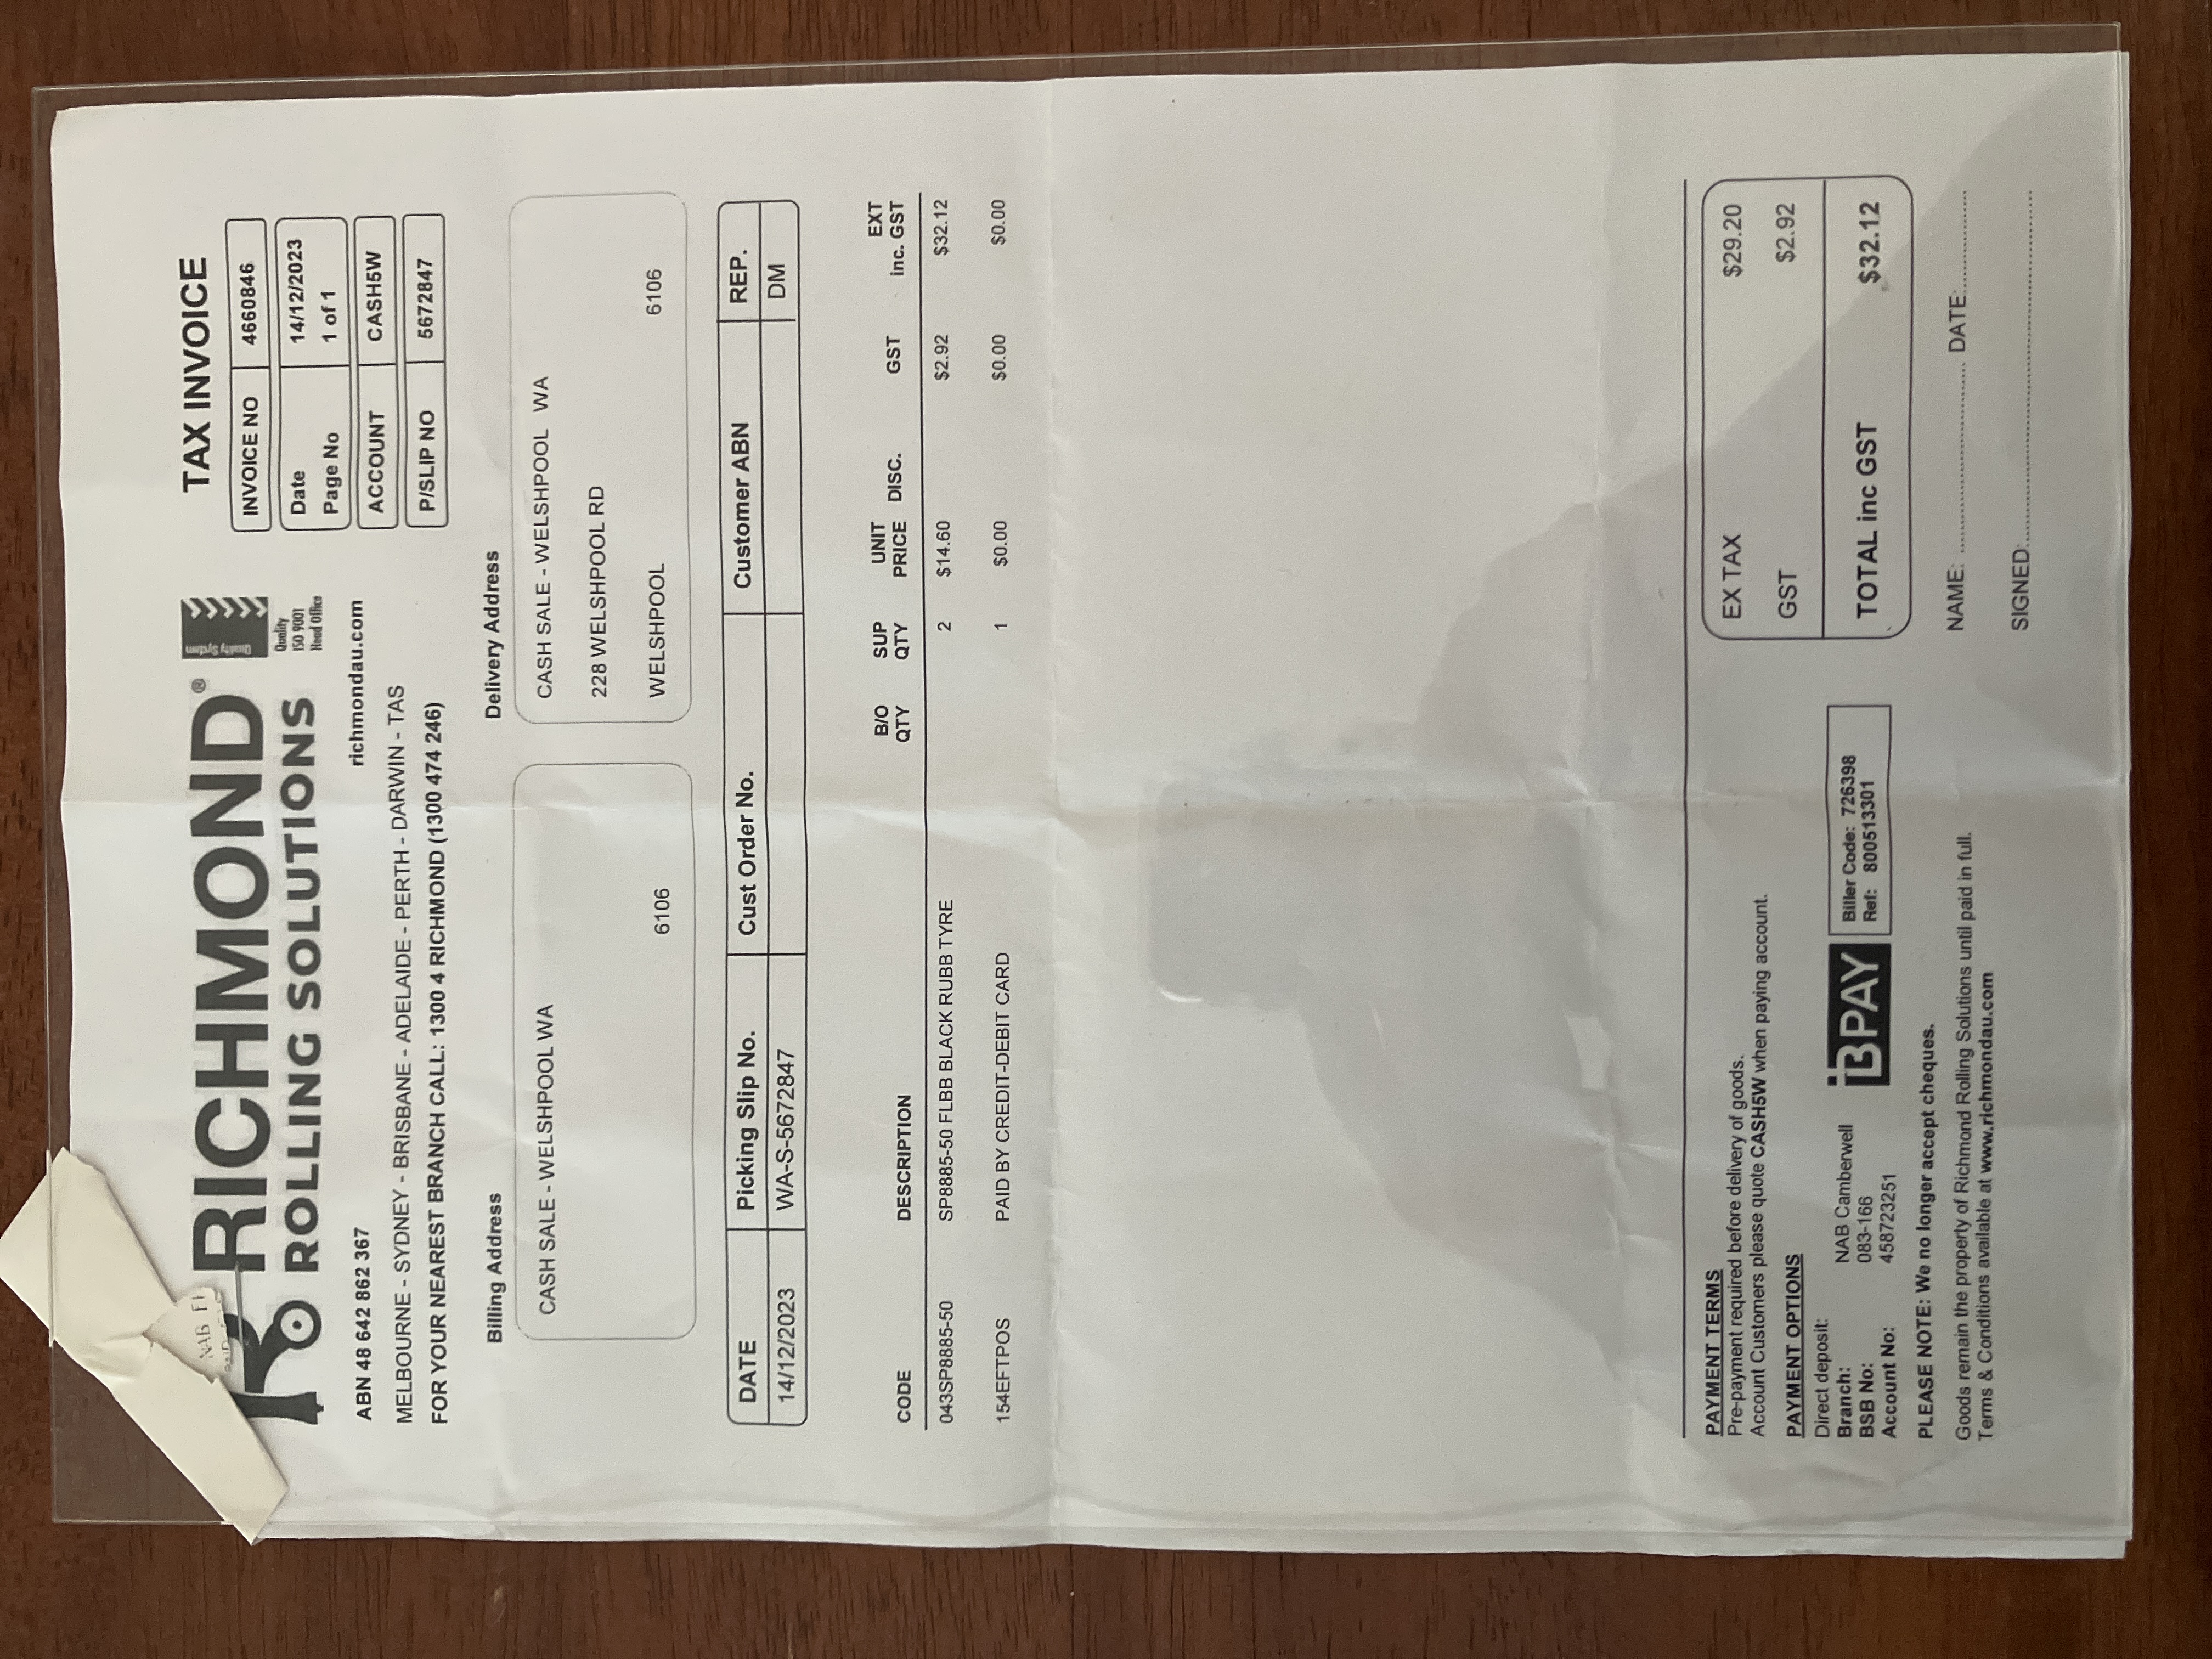 NAB
RICHMOND®
ROLLING SOLUTIONS
Quality System
Quality
ISO 9001
Head Office
TAX INVOICE
INVOICE NO 4660846
Date 14/12/2023
Page No 1 of 1
ACCOUNT CASH5W
P/SLIP NO 5672847
ABN 48 642 862 367 richmondau.com
MELBOURNE - SYDNEY - BRISBANE - ADELAIDE - PERTH - DARWIN - TAS
FOR YOUR NEAREST BRANCH CALL: 1300 4 RICHMOND (1300 474 246)
Billing Address
CASH SALE - WELSHPOOL WA
6106
Delivery Address
CASH SALE - WELSHPOOL WA
228 WELSHPOOL RD
WELSHPOOL 6106
DATE Picking Slip No. Cust Order No. Customer ABN REP.
14/12/2023 WA-S-5672847 DM
CODE DESCRIPTION B/O QTY SUP QTY UNIT PRICE DISC. GST EXT inc. GST
043SP8885-50 SP8885-50 FLBB BLACK RUBB TYRE 2 $14.60 $2.92 $32.12
154EFTPOS PAID BY CREDIT-DEBIT CARD 1 $0.00 $0.00 $0.00
PAYMENT TERMS
Pre-payment required before delivery of goods.
Account Customers please quote CASH5W when paying account.
PAYMENT OPTIONS
Direct deposit:
Branch: NAB Camberwell
BSB No: 083-166
Account No: 458723251
BPAY
Biller Code: 726398
Ref: 800513301
PLEASE NOTE: We no longer accept cheques.
Goods remain the property of Richmond Rolling Solutions until paid in full.
Terms & Conditions available at www.richmondau.com
EX TAX $29.20
GST $2.92
TOTAL inc GST $32.12
NAME: .................................. DATE:..................
SIGNED:................................................................